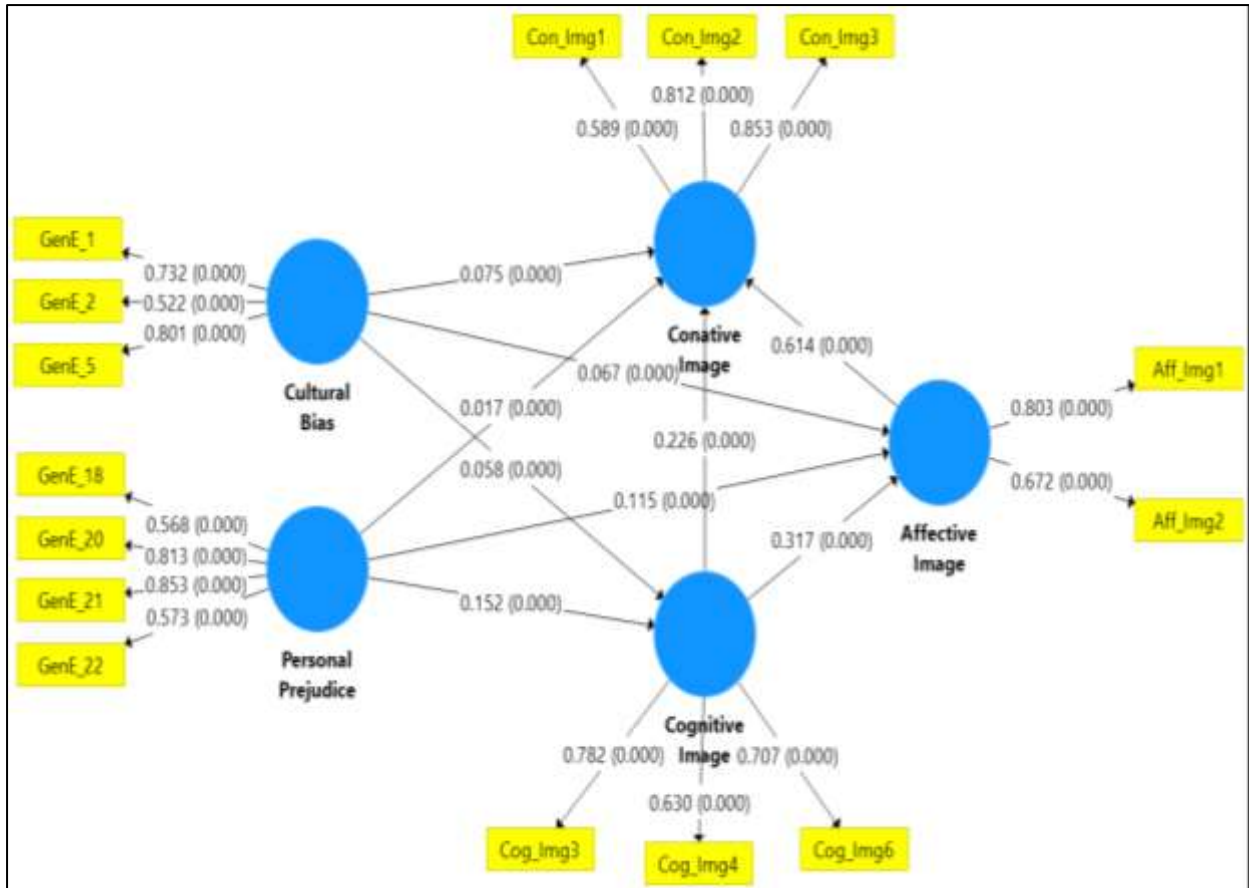 Con_Img1
Con_Img2
Con_Img3
0.812 (0.000)
0.589 (0.000)
0.853 (0.000)
GenE_1
0.732 (0.000)
GenE_2
0.522 (0.000)
GenE_5
0.801 (0.000)
0.075 (0.000)
Conative
Image
Cultural
Bias
0.614 (0.000)
0.067 (0.000)
Aff_Img1
0.803 (0.000)
0.017 (0.000)
0.226 (0.000)
GenE_18
0.058 (0.000)
0.672 (0.000)
0.115 (0.000)
Aff_Img2
0.568 (0.000)
GenE_20
0.813 (0.000)
Affective
Image
0.317 (0.000)
0.853 (0.000)
GenE_21
0.152 (0.000)
0.573 (0.000)
GenE_22
Personal
Prejudice
Cognitive
Image
0.782 (0.000)
0.707 (0.000)
0.630 (0.000)
Cog_Img3
Cog_Img4
Cog_Img6